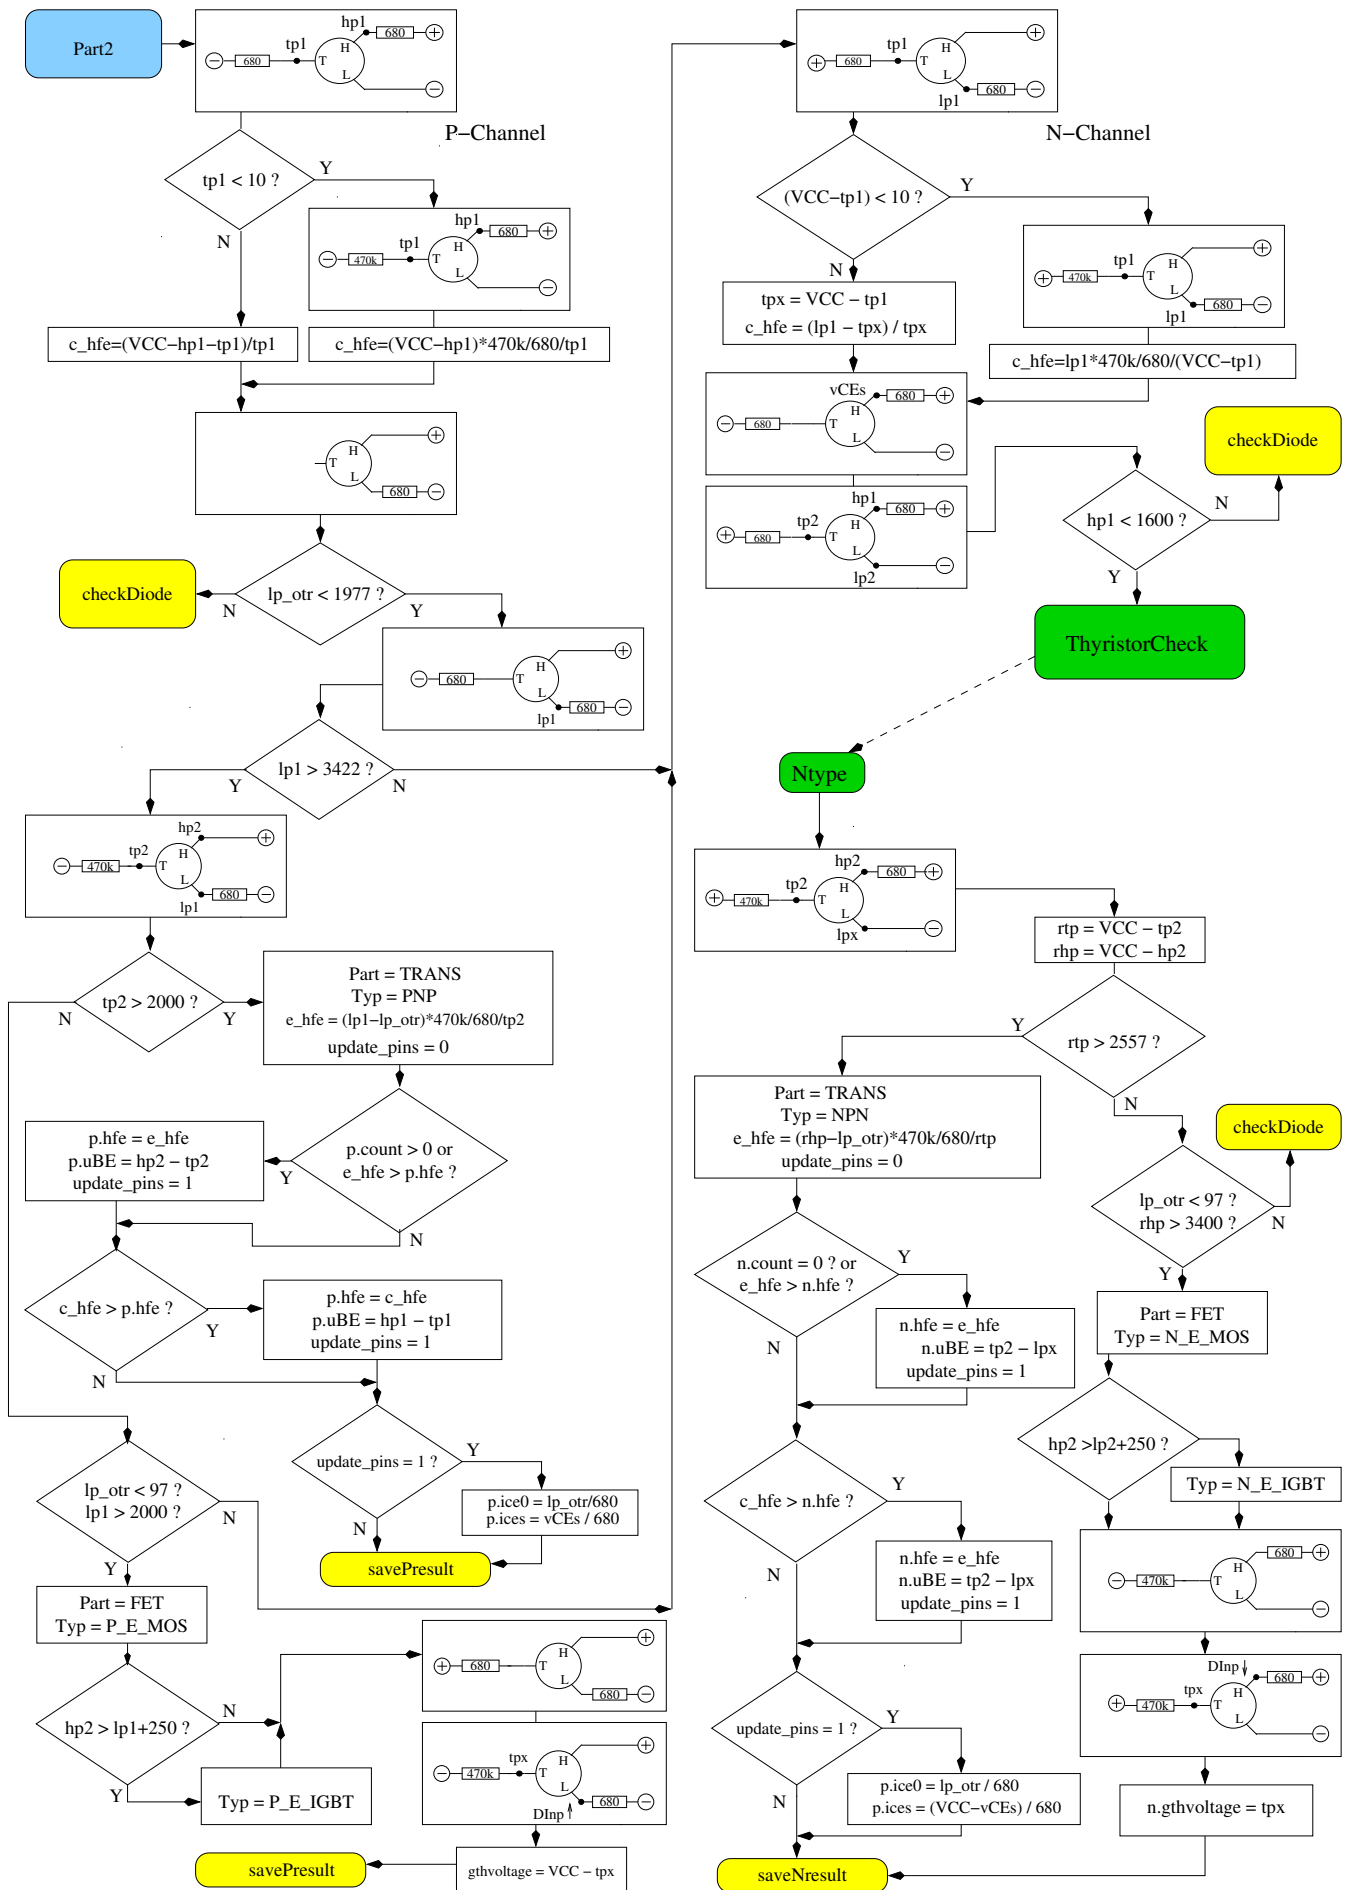 Part2
hp1
680
tp1
680
H
T
L
P−Channel
tp1 < 10 ?
Y
N
hp1
680
tp1
470k
H
T
L
c_hfe=(VCC−hp1−tp1)/tp1
c_hfe=(VCC−hp1)*470k/680/tp1
H
T
L
680
lp_otr < 1977 ?
N
Y
checkDiode
H
680
T
L
680
lp1
lp1 > 3422 ?
Y
N
hp2
tp2
470k
H
T
L
680
lp1
tp2 > 2000 ?
N
Y
Part = TRANS
Typ = PNP
e_hfe = (lp1−lp_otr)*470k/680/tp2
update_pins = 0
p.count > 0 or
e_hfe > p.hfe ?
Y
N
p.hfe = e_hfe
p.uBE = hp2 − tp2
update_pins = 1
c_hfe > p.hfe ?
Y
N
p.hfe = c_hfe
p.uBE = hp1 − tp1
update_pins = 1
update_pins = 1 ?
Y
N
p.ice0 = lp_otr/680
p.ices = vCEs / 680
savePresult
lp_otr < 97 ?
lp1 > 2000 ?
N
Y
Part = FET
Typ = P_E_MOS
hp2 > lp1+250 ?
N
Y
Typ = P_E_IGBT
H
680
T
L
680
tpx
470k
H
T
L
680
DInp
gthvoltage = VCC − tpx
savePresult
tp1
680
H
T
L
680
lp1
N−Channel
(VCC−tp1) < 10 ?
Y
N
tp1
470k
H
T
L
680
lp1
tpx = VCC − tp1
c_hfe = (lp1 − tpx) / tpx
c_hfe=lp1*470k/680/(VCC−tp1)
vCEs
680
H
680
T
L
hp1
680
tp2
680
H
T
L
lp2
hp1 < 1600 ?
N
Y
checkDiode
ThyristorCheck
Ntype
hp2
680
tp2
470k
H
T
L
lpx
rtp = VCC − tp2
rhp = VCC − hp2
rtp > 2557 ?
Y
N
Part = TRANS
Typ = NPN
e_hfe = (rhp−lp_otr)*470k/680/rtp
update_pins = 0
checkDiode
lp_otr < 97 ?
rhp > 3400 ?
N
Y
n.count = 0 ? or
e_hfe > n.hfe ?
Y
N
n.hfe = e_hfe
n.uBE = tp2 − lpx
update_pins = 1
Part = FET
Typ = N_E_MOS
hp2 >lp2+250 ?
Y
N
Typ = N_E_IGBT
c_hfe > n.hfe ?
Y
N
n.hfe = e_hfe
n.uBE = tp2 − lpx
update_pins = 1
680
H
470k
T
L
DInp
680
tpx
470k
H
T
L
update_pins = 1 ?
Y
N
p.ice0 = lp_otr / 680
p.ices = (VCC−vCEs) / 680
n.gthvoltage = tpx
saveNresult